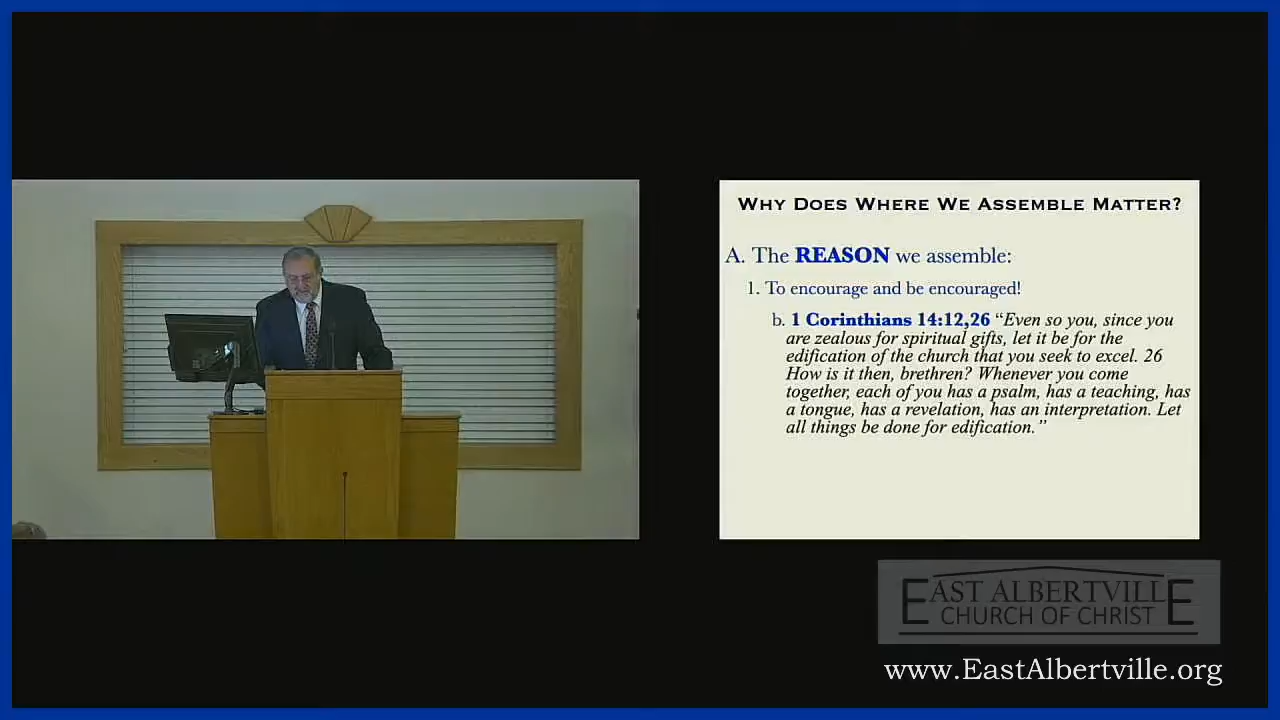 WHY DOES WHERE WE ASSEMBLE MATTER?
A. The REASON we assemble:
1. To encourage and be encouraged!
b. 1 Corinthians 14:12,26 “Even so you, since you
are zealous for spiritual gifts, let it be for the
edification of the church that you seek to excel. 26
How is it then, brethren? Whenever you come
together, each of you has a psalm, has a teaching, has
a tongue, has a revelation, has an interpretation. Let
all things be done for edification.”
EAST ALBERTVILLE
CHURCH OF CHRIST
www.EastAlbertville.org